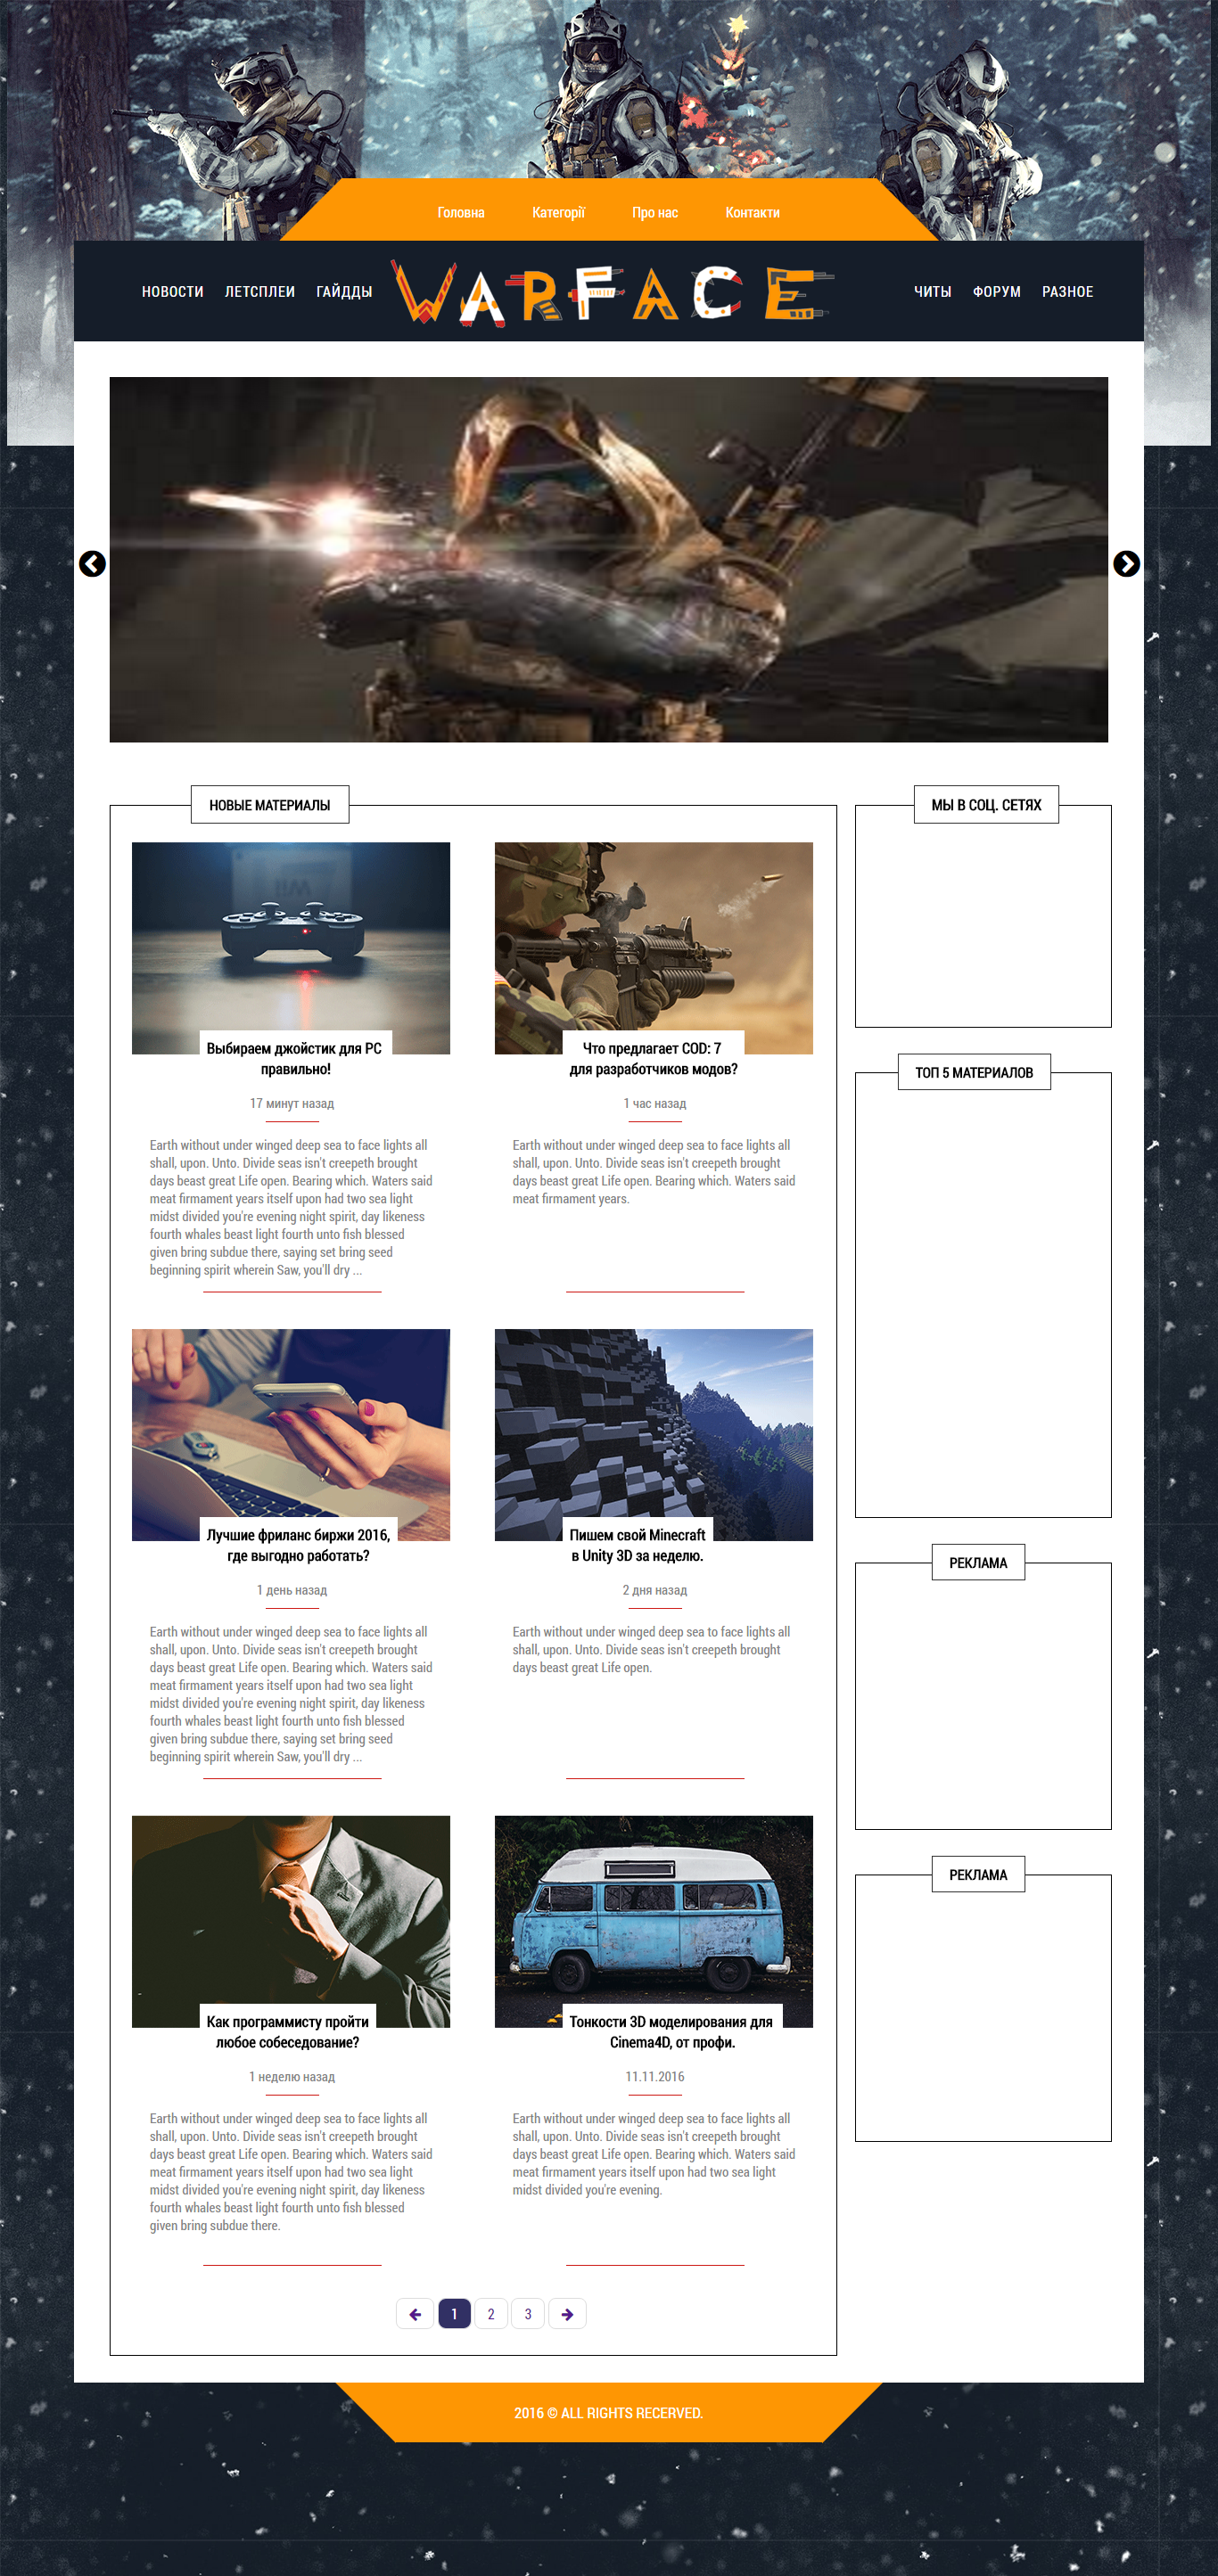 Головна Категорії Про нас Контакти
НОВОСТИ ЛЕТСПЛЕИ ГАЙДДЫ WARFACE ЧИТЫ ФОРУМ РАЗНОЕ
НОВЫЕ МАТЕРИАЛЫ
Выбираем джойстик для PC
правильно!
17 минут назад
Earth without under winged deep sea to face lights all
shall, upon. Unto. Divide seas isn't creepeth brought
days beast great Life open. Bearing which. Waters said
meat firmament years itself upon had two sea light
midst divided you're evening night spirit, day likeness
fourth whales beast light fourth unto fish blessed
given bring subdue there, saying set bring seed
beginning spirit wherein Saw, you'll dry ...
Что предлагает COD: 7
для разработчиков модов?
1 час назад
Earth without under winged deep sea to face lights all
shall, upon. Unto. Divide seas isn't creepeth brought
days beast great Life open. Bearing which. Waters said
meat firmament years.
Лучшие фриланс биржи 2016,
где выгодно работать?
1 день назад
Earth without under winged deep sea to face lights all
shall, upon. Unto. Divide seas isn't creepeth brought
days beast great Life open. Bearing which. Waters said
meat firmament years itself upon had two sea light
midst divided you're evening night spirit, day likeness
fourth whales beast light fourth unto fish blessed
given bring subdue there, saying set bring seed
beginning spirit wherein Saw, you'll dry ...
Пишем свой Minecraft
в Unity 3D за неделю.
2 дня назад
Earth without under winged deep sea to face lights all
shall, upon. Unto. Divide seas isn't creepeth brought
days beast great Life open.
Как программисту пройти
любое собеседование?
1 неделю назад
Earth without under winged deep sea to face lights all
shall, upon. Unto. Divide seas isn't creepeth brought
days beast great Life open. Bearing which. Waters said
meat firmament years itself upon had two sea light
midst divided you're evening night spirit, day likeness
fourth whales beast light fourth unto fish blessed
given bring subdue there.
Тонкости 3D моделирования для
Cinema4D, от профи.
11.11.2016
Earth without under winged deep sea to face lights all
shall, upon. Unto. Divide seas isn't creepeth brought
days beast great Life open. Bearing which. Waters said
meat firmament years itself upon had two sea light
midst divided you're evening.
1 2 3
МЫ В СОЦ. СЕТЯХ
ТОП 5 МАТЕРИАЛОВ
РЕКЛАМА
РЕКЛАМА
2016 © ALL RIGHTS RECERVED.